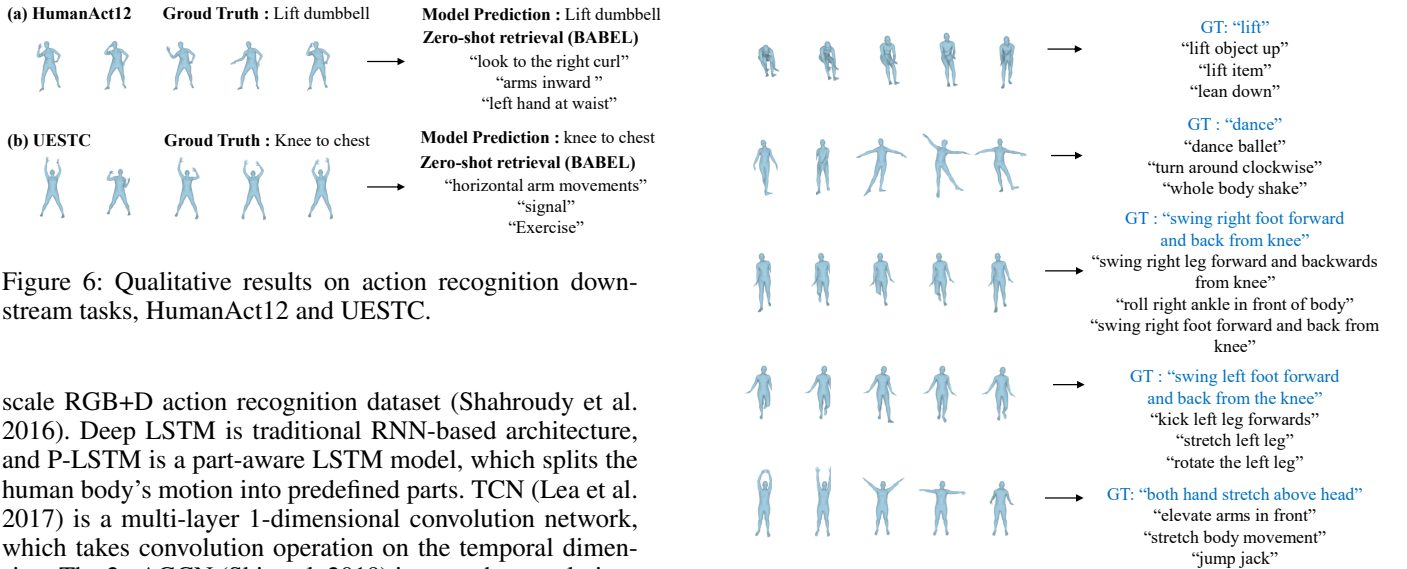 (a) HumanAct12 Groud Truth : Lift dumbbell Model Prediction : Lift dumbbell
Zero-shot retrieval (BABEL)
“look to the right curl”
“arms inward ”
“left hand at waist”
(b) UESTC Groud Truth : Knee to chest Model Prediction : knee to chest
Zero-shot retrieval (BABEL)
“horizontal arm movements”
“signal”
“Exercise”
Figure 6: Qualitative results on action recognition down-
stream tasks, HumanAct12 and UESTC.
scale RGB+D action recognition dataset (Shahroudy et al.
2016). Deep LSTM is traditional RNN-based architecture,
and P-LSTM is a part-aware LSTM model, which splits the
human body’s motion into predefined parts. TCN (Lea et al.
2017) is a multi-layer 1-dimensional convolution network,
which takes convolution operation on the temporal dimen-
GT: “lift”
“lift object up”
“lift item”
“lean down”
GT : “dance”
“dance ballet”
“turn around clockwise”
“whole body shake”
GT : “swing right foot forward
and back from knee”
“swing right leg forward and backwards
from knee”
“roll right ankle in front of body”
“swing right foot forward and back from
knee”
GT : “swing left foot forward
and back from the knee”
“kick left leg forwards”
“stretch left leg”
“rotate the left leg”
GT: “both hand stretch above head”
“elevate arms in front”
“stretch body movement”
“jump jack”